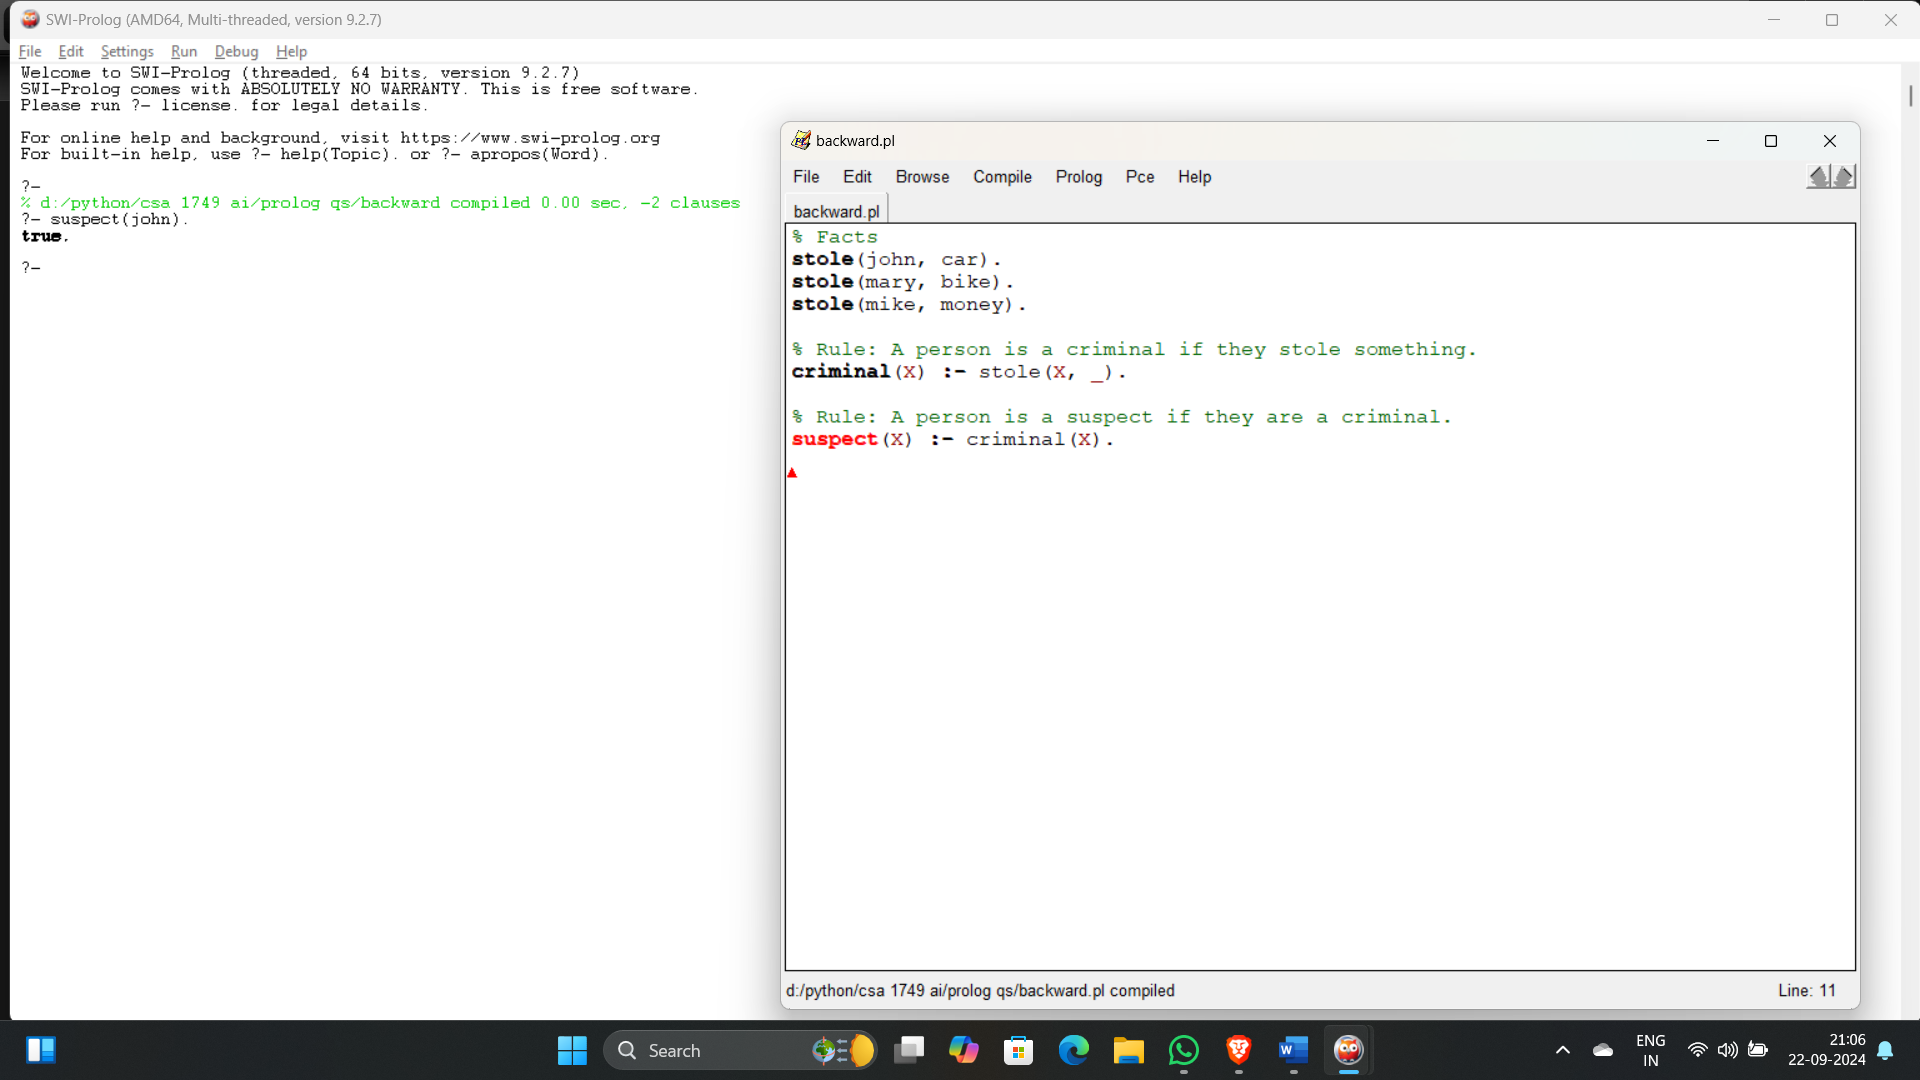 SWI-Prolog (AMD64, Multi-threaded, version 9.2.7)
File Edit Settings Run Debug Help
Welcome to SWI-Prolog (threaded, 64 bits, version 9.2.7)
SWI-Prolog comes with ABSOLUTELY NO WARRANTY. This is free software.
Please run ?- license. for legal details.
For online help and background, visit https://www.swi-prolog.org
For built-in help, use ?- help(Topic). or ?- apropos(Word).
?-
% d:/python/csa 1749 ai/prolog qs/backward compiled 0.00 sec, -2 clauses
?- suspect(john).
true.
?-
backward.pl
File Edit Browse Compile Prolog Pce Help
backward.pl
% Facts
stole(john, car).
stole(mary, bike).
stole(mike, money).
% Rule: A person is a criminal if they stole something.
criminal(X) :- stole(X, _).
% Rule: A person is a suspect if they are a criminal.
suspect(X) :- criminal(X).
d:/python/csa 1749 ai/prolog qs/backward.pl compiled
Line: 11
Search
ENG
IN
21:06
22-09-2024